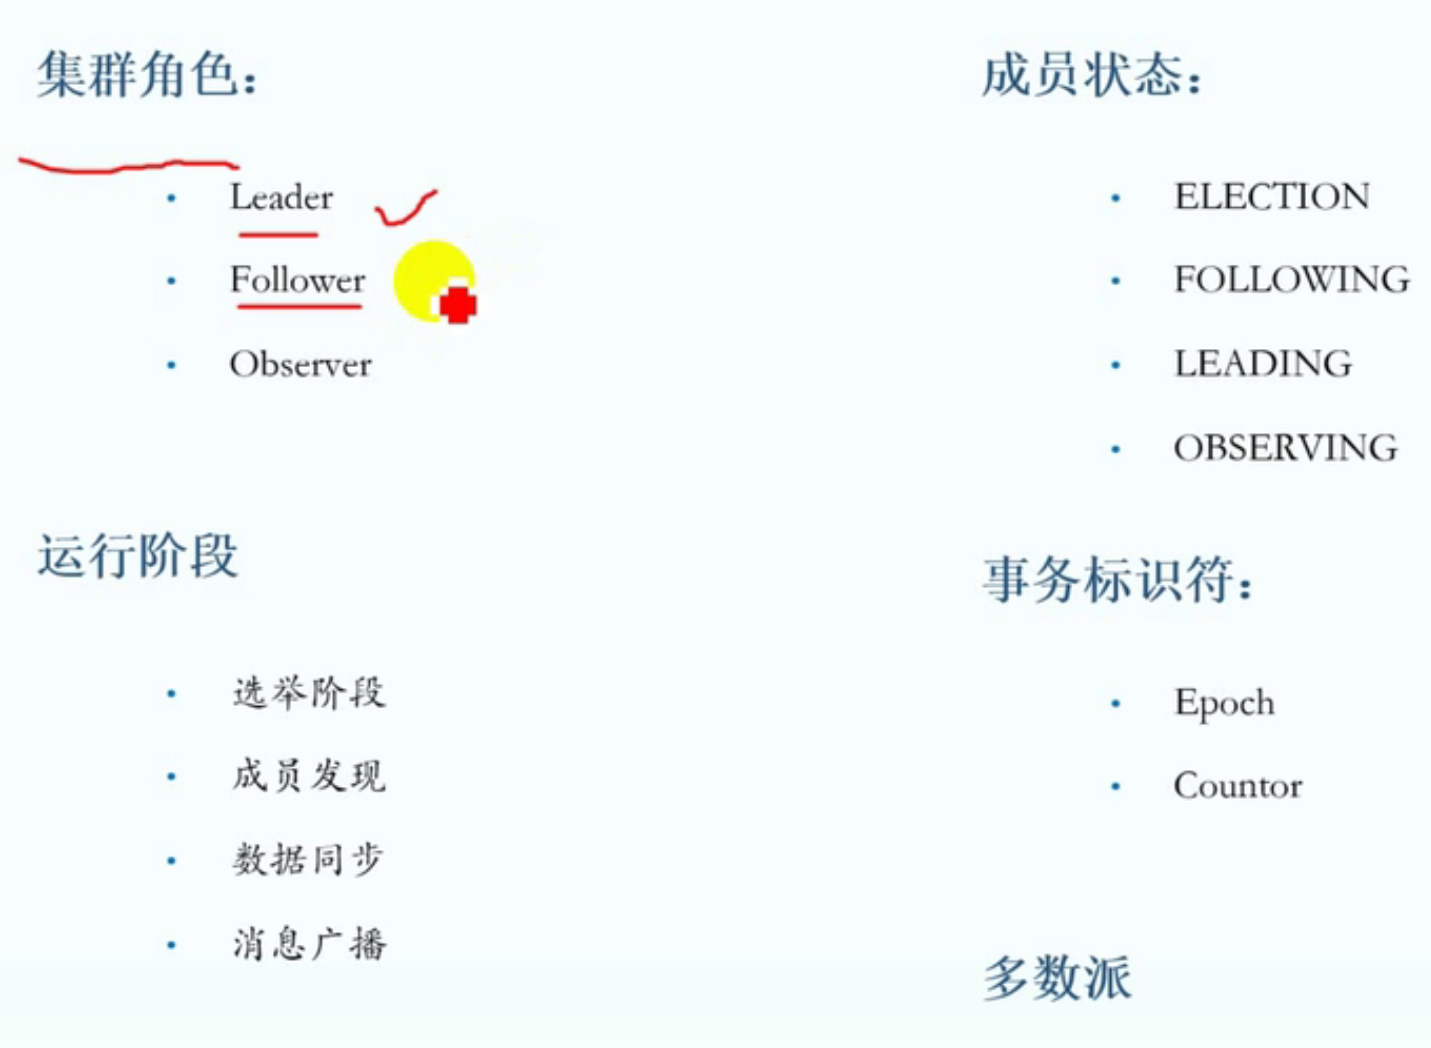 集群角色：
Leader
Follower
Observer
成员状态：
ELECTION
FOLLOWING
LEADING
OBSERVING
运行阶段
选举阶段
成员发现
数据同步
消息广播
事务标识符：
Epoch
Countor
多数派